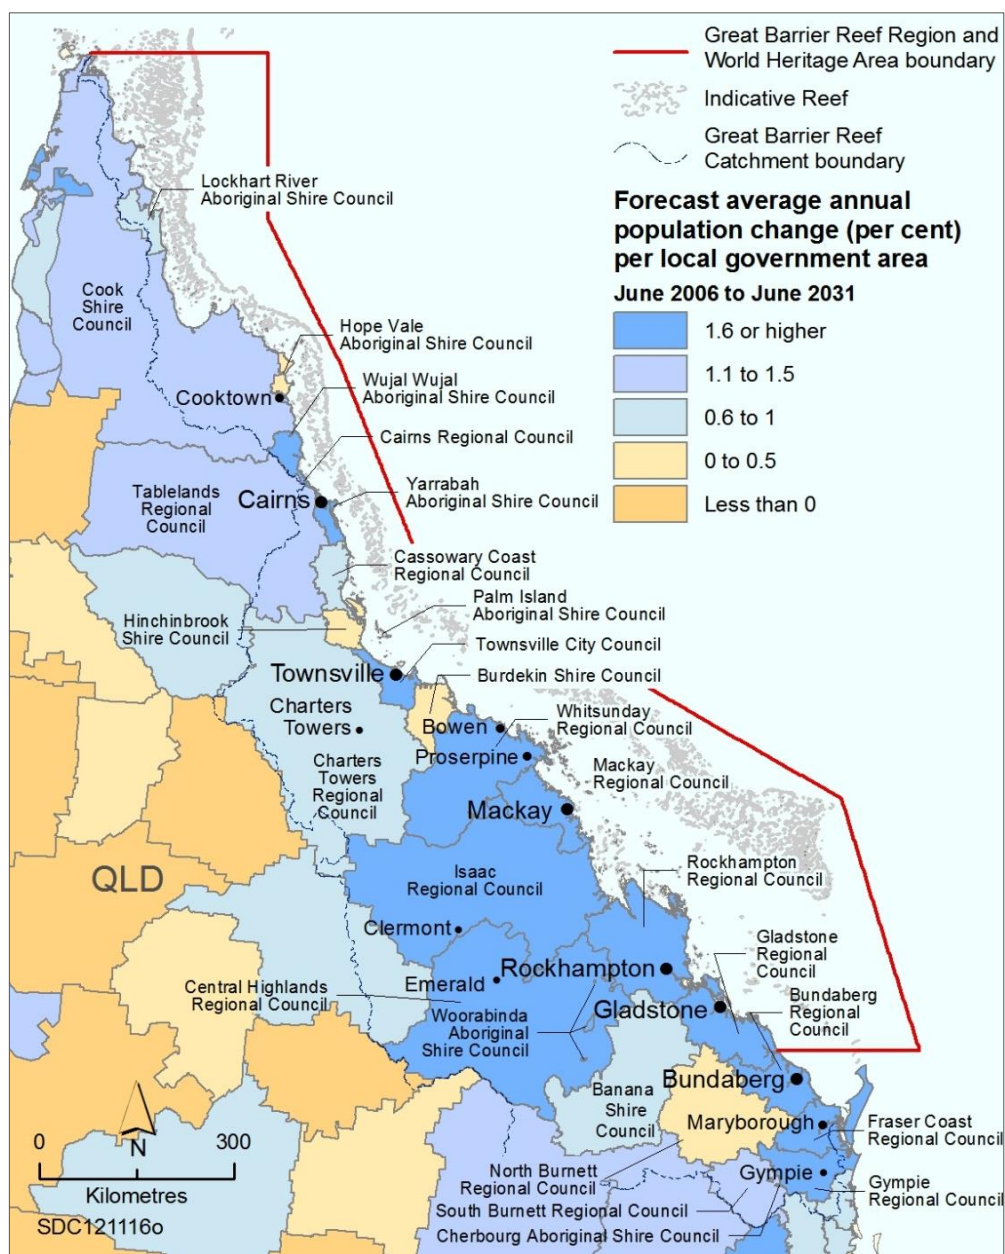 Great Barrier Reef Region and
World Heritage Area boundary
Indicative Reef
Great Barrier Reef
Catchment boundary
Forecast average annual
population change (per cent)
per local government area
June 2006 to June 2031
1.6 or higher
1.1 to 1.5
0.6 to 1
0 to 0.5
Less than 0
Lockhart River
Aboriginal Shire Council
Cook
Shire
Council
Hope Vale
Aboriginal Shire Council
Cooktown
Wujal Wujal
Aboriginal Shire Council
Cairns Regional Council
Tablelands
Regional
Council
Cairns
Yarrabah
Aboriginal Shire Council
Cassowary Coast
Regional Council
Palm Island
Aboriginal Shire Council
Hinchinbrook
Shire Council
Townsville City Council
Townsville
Burdekin Shire Council
Charters
Towers
Bowen
Whitsunday
Regional Council
Proserpine
Charters
Towers
Regional
Council
Mackay
Regional Council
Mackay
QLD
Isaac
Regional Council
Rockhampton
Regional Council
Clermont
Gladstone
Regional
Council
Rockhampton
Emerald
Central Highlands
Regional Council
Gladstone
Bundaberg
Regional
Council
Woorabinda
Aboriginal
Shire Council
Bundaberg
Banana
Shire
Council
Maryborough
Fraser Coast
Regional Council
North Burnett
Regional Council
Gympie
Gympie
Regional Council
South Burnett Regional Council
Cherbourg Aboriginal Shire Council
0 300
N
Kilometres
SDC121116o